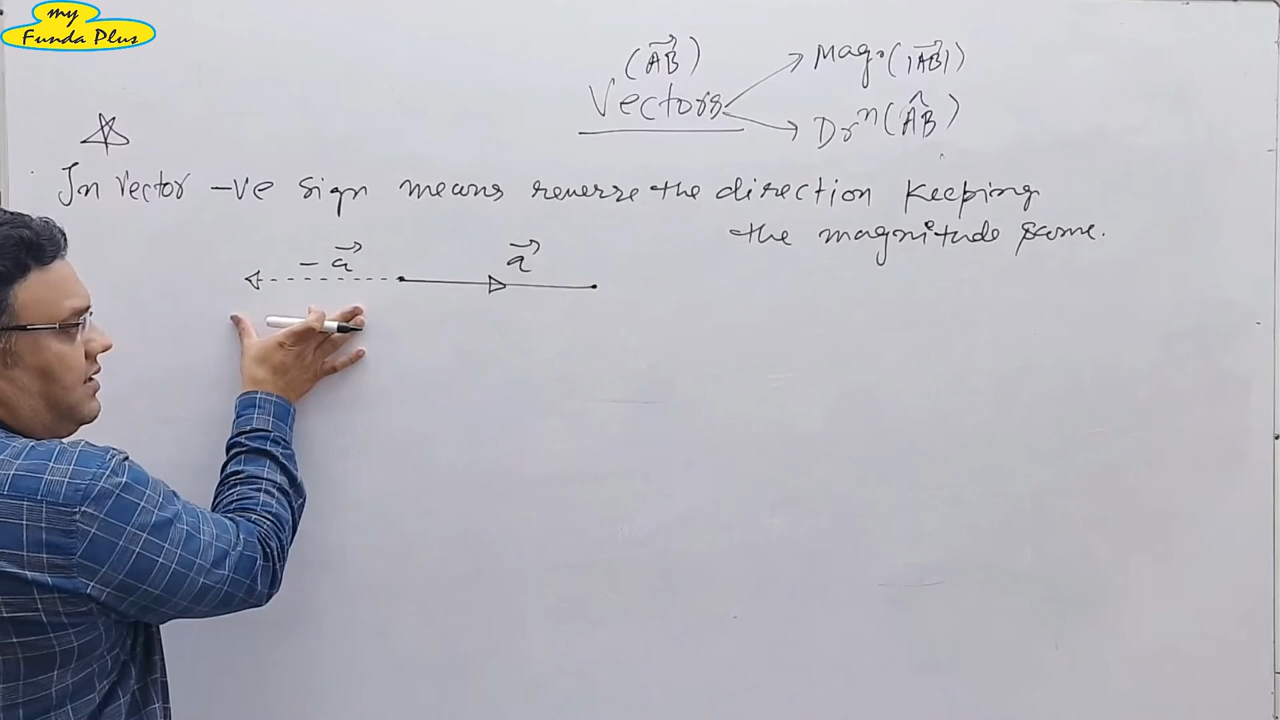 my
Funda Plus
(AB⃗)
Vectors
Mag. (|AB⃗|)
Drⁿ (AB̂)
In vector -ve sign means reverse the direction keeping
the magnitude same.
-a⃗
a⃗